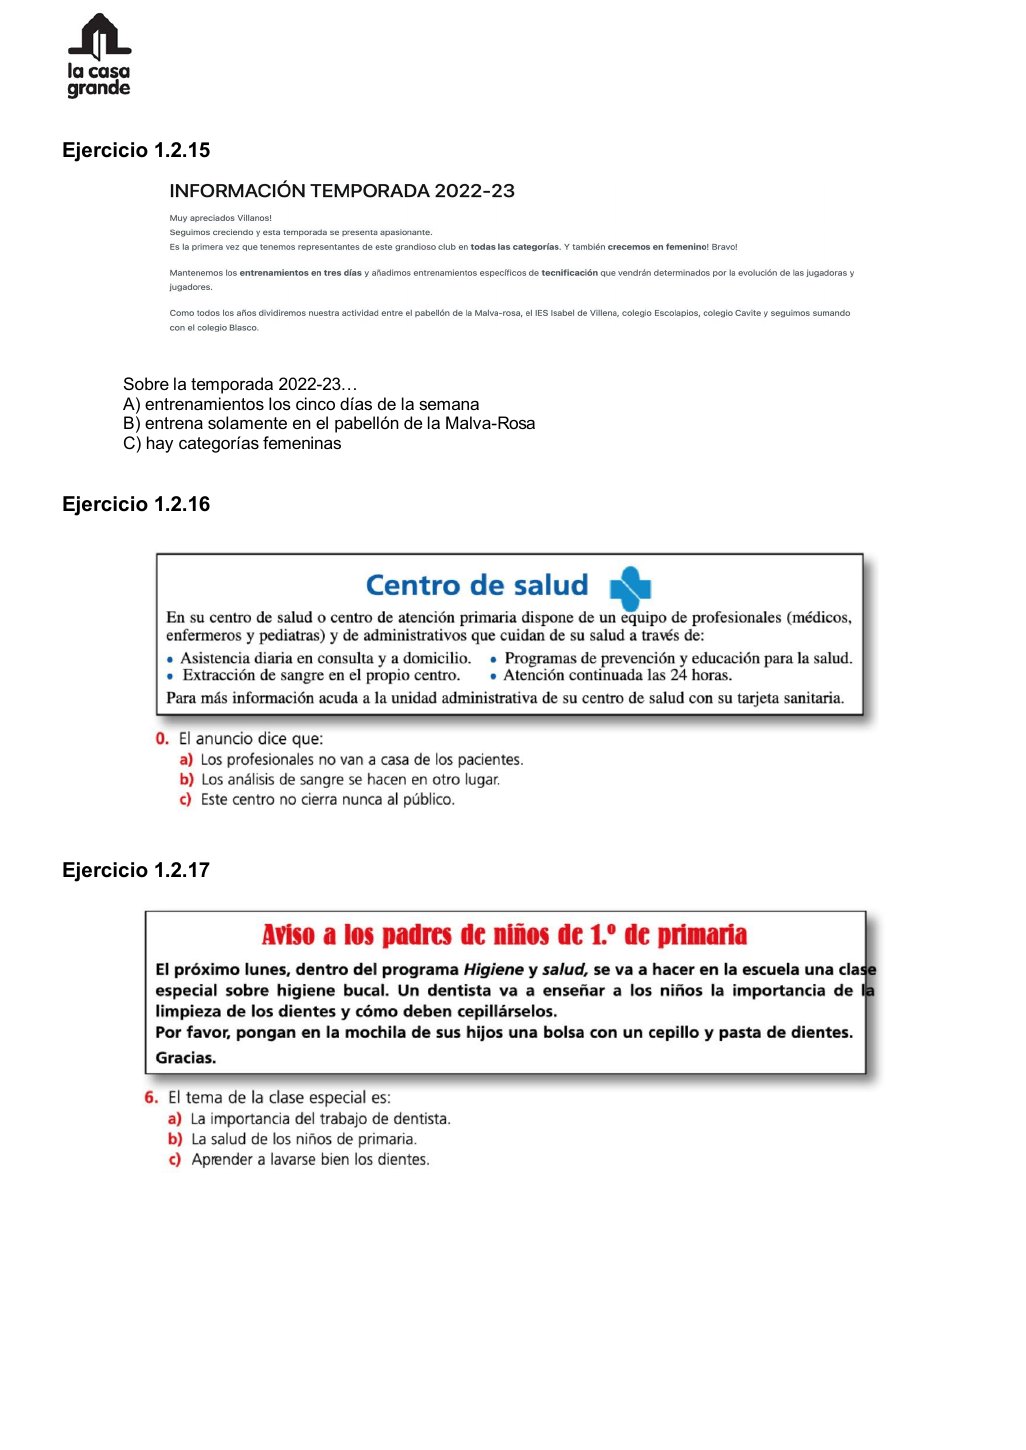 la casa
grande
Ejercicio 1.2.15
INFORMACIÓN TEMPORADA 2022-23
Muy apreciados Villanos!
Seguimos creciendo y esta temporada se presenta apasionante.
Es la primera vez que tenemos representantes de este grandioso club en todas las categorías. Y también crecemos en femenino! Bravo!
Mantenemos los entrenamientos en tres días y añadimos entrenamientos específicos de tecnificación que vendrán determinados por la evolución de las jugadoras y
jugadores.
Como todos los años dividiremos nuestra actividad entre el pabellón de la Malva-rosa, el IES Isabel de Villena, colegio Escolapios, colegio Cavite y seguimos sumando
con el colegio Blasco.
Sobre la temporada 2022-23…
A) entrenamientos los cinco días de la semana
B) entrena solamente en el pabellón de la Malva-Rosa
C) hay categorías femeninas
Ejercicio 1.2.16
Centro de salud
En su centro de salud o centro de atención primaria dispone de un equipo de profesionales (médicos,
enfermeros y pediatras) y de administrativos que cuidan de su salud a través de:
• Asistencia diaria en consulta y a domicilio. • Programas de prevención y educación para la salud.
• Extracción de sangre en el propio centro. • Atención continuada las 24 horas.
Para más información acuda a la unidad administrativa de su centro de salud con su tarjeta sanitaria.
0. El anuncio dice que:
a) Los profesionales no van a casa de los pacientes.
b) Los análisis de sangre se hacen en otro lugar.
c) Este centro no cierra nunca al público.
Ejercicio 1.2.17
Aviso a los padres de niños de 1.º de primaria
El próximo lunes, dentro del programa Higiene y salud, se va a hacer en la escuela una clase
especial sobre higiene bucal. Un dentista va a enseñar a los niños la importancia de la
limpieza de los dientes y cómo deben cepillárselos.
Por favor, pongan en la mochila de sus hijos una bolsa con un cepillo y pasta de dientes.
Gracias.
6. El tema de la clase especial es:
a) La importancia del trabajo de dentista.
b) La salud de los niños de primaria.
c) Aprender a lavarse bien los dientes.